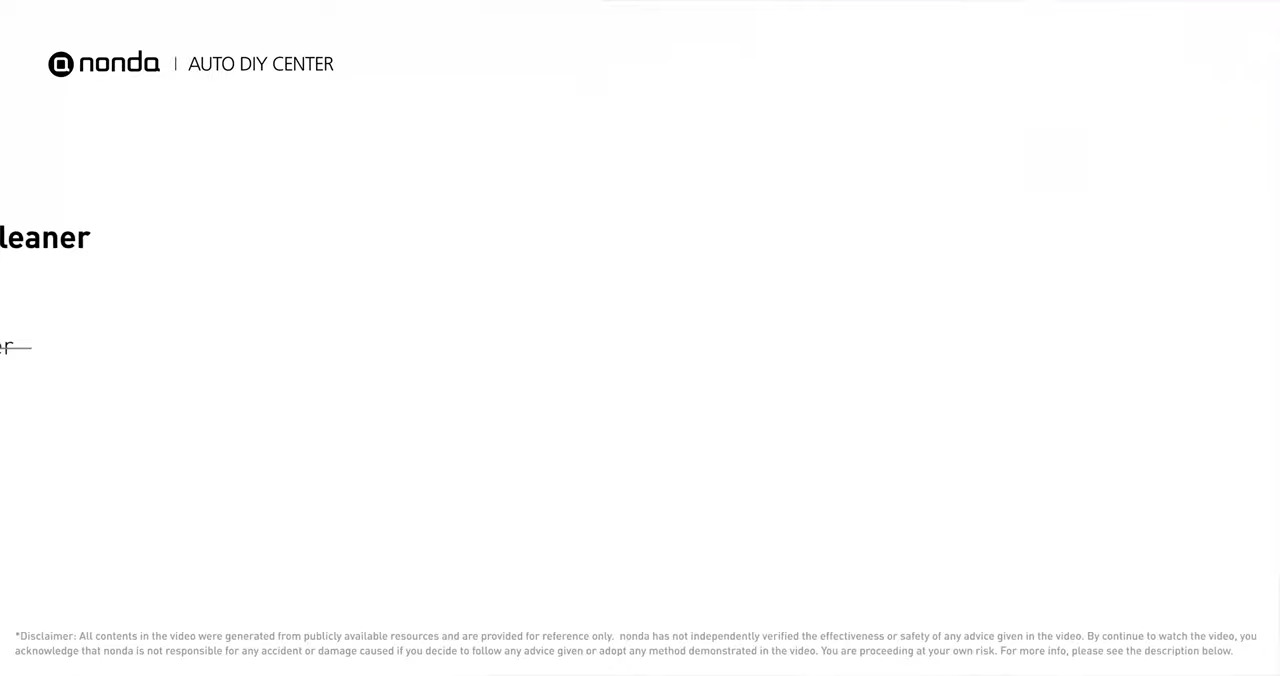 nonda | AUTO DIY CENTER
leaner
er
*Disclaimer: All contents in the video were generated from publicly available resources and are provided for reference only. nonda has not independently verified the effectiveness or safety of any advice given in the video. By continue to watch the video, you
acknowledge that nonda is not responsible for any accident or damage caused if you decide to follow any advice given or adopt any method demonstrated in the video. You are proceeding at your own risk. For more info, please see the description below.